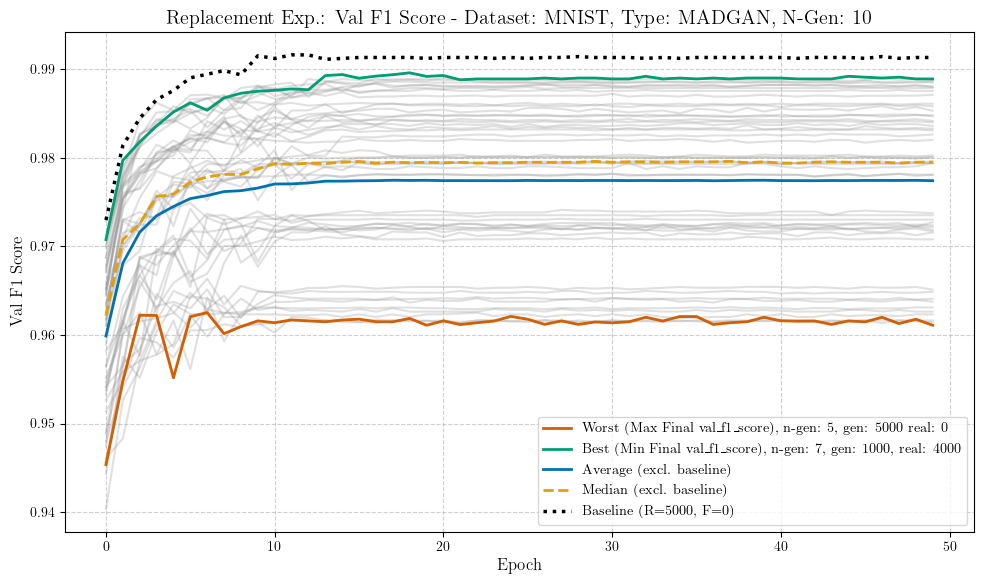 Replacement Exp.: Val F1 Score - Dataset: MNIST, Type: MADGAN, N-Gen: 10
Val F1 Score
0.99
0.98
0.97
0.96
0.95
0.94
Worst (Max Final val_f1_score), n-gen: 5, gen: 5000 real: 0
Best (Min Final val_f1_score), n-gen: 7, gen: 1000, real: 4000
Average (excl. baseline)
Median (excl. baseline)
Baseline (R=5000, F=0)
0 10 20 30 40 50
Epoch